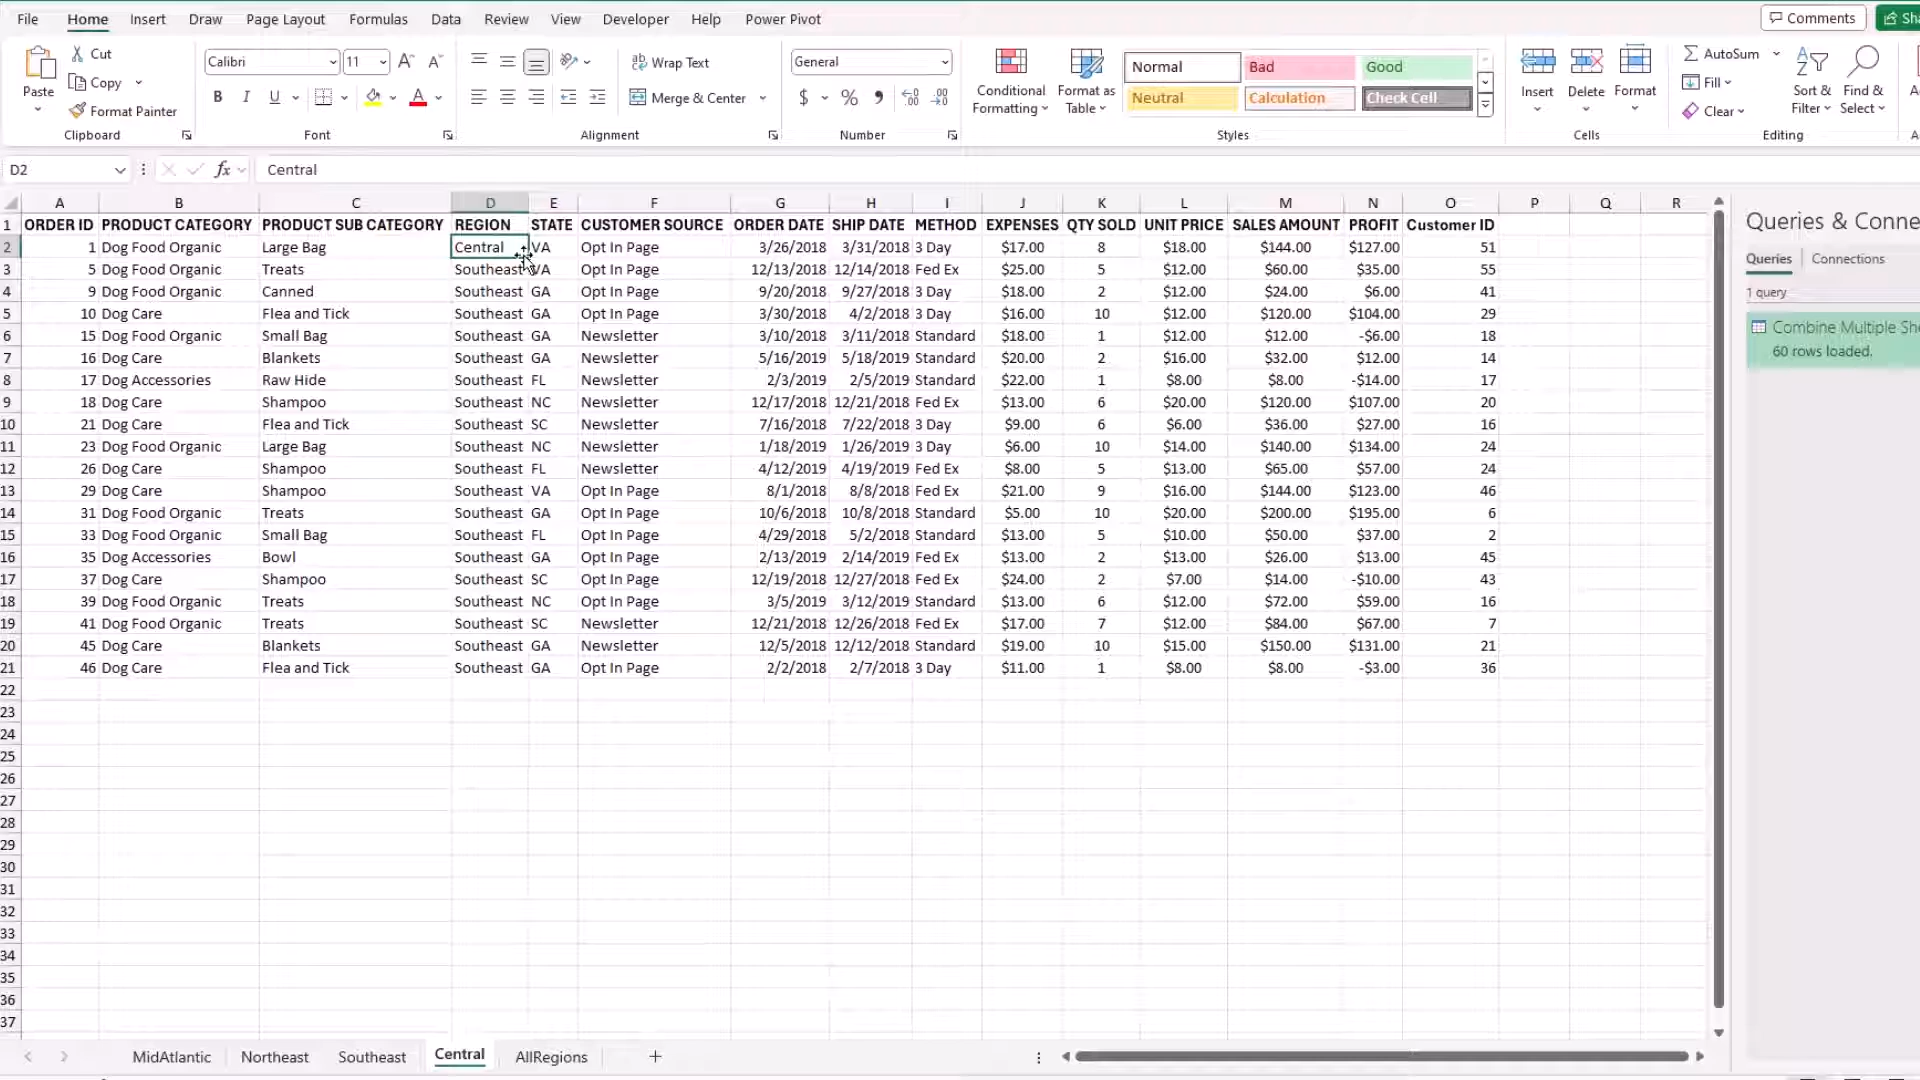 File Home Insert Draw Page Layout Formulas Data Review View Developer Help Power Pivot Comments
Paste Cut Copy Format Painter Clipboard
Calibri 11 B I U A Font
ab Wrap Text Merge & Center Alignment
General $ % Number
Conditional Formatting Format as Table Normal Bad Good Neutral Calculation Check Cell Styles
Insert Delete Format Cells
AutoSum Fill Clear Sort & Filter Find & Select Editing
D2 fx Central
A B C D E F G H I J K L M N O P Q R
1 ORDER ID PRODUCT CATEGORY PRODUCT SUB CATEGORY REGION STATE CUSTOMER SOURCE ORDER DATE SHIP DATE METHOD EXPENSES QTY SOLD UNIT PRICE SALES AMOUNT PROFIT Customer ID
2 1 Dog Food Organic Large Bag Central VA Opt In Page 3/26/2018 3/31/2018 3 Day $17.00 8 $18.00 $144.00 $127.00 51
3 5 Dog Food Organic Treats Southeast VA Opt In Page 12/13/2018 12/14/2018 Fed Ex $25.00 5 $12.00 $60.00 $35.00 55
4 9 Dog Food Organic Canned Southeast GA Opt In Page 9/20/2018 9/27/2018 3 Day $18.00 2 $12.00 $24.00 $6.00 41
5 10 Dog Care Flea and Tick Southeast GA Opt In Page 3/30/2018 4/2/2018 3 Day $16.00 10 $12.00 $120.00 $104.00 29
6 15 Dog Food Organic Small Bag Southeast GA Newsletter 3/10/2018 3/11/2018 Standard $18.00 1 $12.00 $12.00 -$6.00 18
7 16 Dog Care Blankets Southeast GA Newsletter 5/16/2019 5/18/2019 Standard $20.00 2 $16.00 $32.00 $12.00 14
8 17 Dog Accessories Raw Hide Southeast FL Newsletter 2/3/2019 2/5/2019 Standard $22.00 1 $8.00 $8.00 -$14.00 17
9 18 Dog Care Shampoo Southeast NC Newsletter 12/17/2018 12/21/2018 Fed Ex $13.00 6 $20.00 $120.00 $107.00 20
10 21 Dog Care Flea and Tick Southeast SC Newsletter 7/16/2018 7/22/2018 3 Day $9.00 6 $6.00 $36.00 $27.00 16
11 23 Dog Food Organic Large Bag Southeast NC Newsletter 1/18/2019 1/26/2019 3 Day $6.00 10 $14.00 $140.00 $134.00 24
12 26 Dog Care Shampoo Southeast FL Newsletter 4/12/2019 4/19/2019 Fed Ex $8.00 5 $13.00 $65.00 $57.00 24
13 29 Dog Care Shampoo Southeast VA Opt In Page 8/1/2018 8/8/2018 Fed Ex $21.00 9 $16.00 $144.00 $123.00 46
14 31 Dog Food Organic Treats Southeast GA Opt In Page 10/6/2018 10/8/2018 Standard $5.00 10 $20.00 $200.00 $195.00 6
15 33 Dog Food Organic Small Bag Southeast FL Opt In Page 4/29/2018 5/2/2018 Standard $13.00 5 $10.00 $50.00 $37.00 2
16 35 Dog Accessories Bowl Southeast GA Opt In Page 2/13/2019 2/14/2019 Fed Ex $13.00 2 $13.00 $26.00 $13.00 45
17 37 Dog Care Shampoo Southeast SC Opt In Page 12/19/2018 12/27/2018 Fed Ex $24.00 2 $7.00 $14.00 -$10.00 43
18 39 Dog Food Organic Treats Southeast NC Opt In Page 3/5/2019 3/12/2019 Standard $13.00 6 $12.00 $72.00 $59.00 16
19 41 Dog Food Organic Treats Southeast SC Newsletter 12/21/2018 12/26/2018 Fed Ex $17.00 7 $12.00 $84.00 $67.00 7
20 45 Dog Care Blankets Southeast GA Newsletter 12/5/2018 12/12/2018 Standard $19.00 10 $15.00 $150.00 $131.00 21
21 46 Dog Care Flea and Tick Southeast GA Opt In Page 2/2/2018 2/7/2018 3 Day $11.00 1 $8.00 $8.00 -$3.00 36
22
23
24
25
26
27
28
29
30
31
32
33
34
35
36
37
Queries & Conne
Queries Connections
1 query
Combine Multiple She
60 rows loaded.
MidAtlantic Northeast Southeast Central AllRegions +